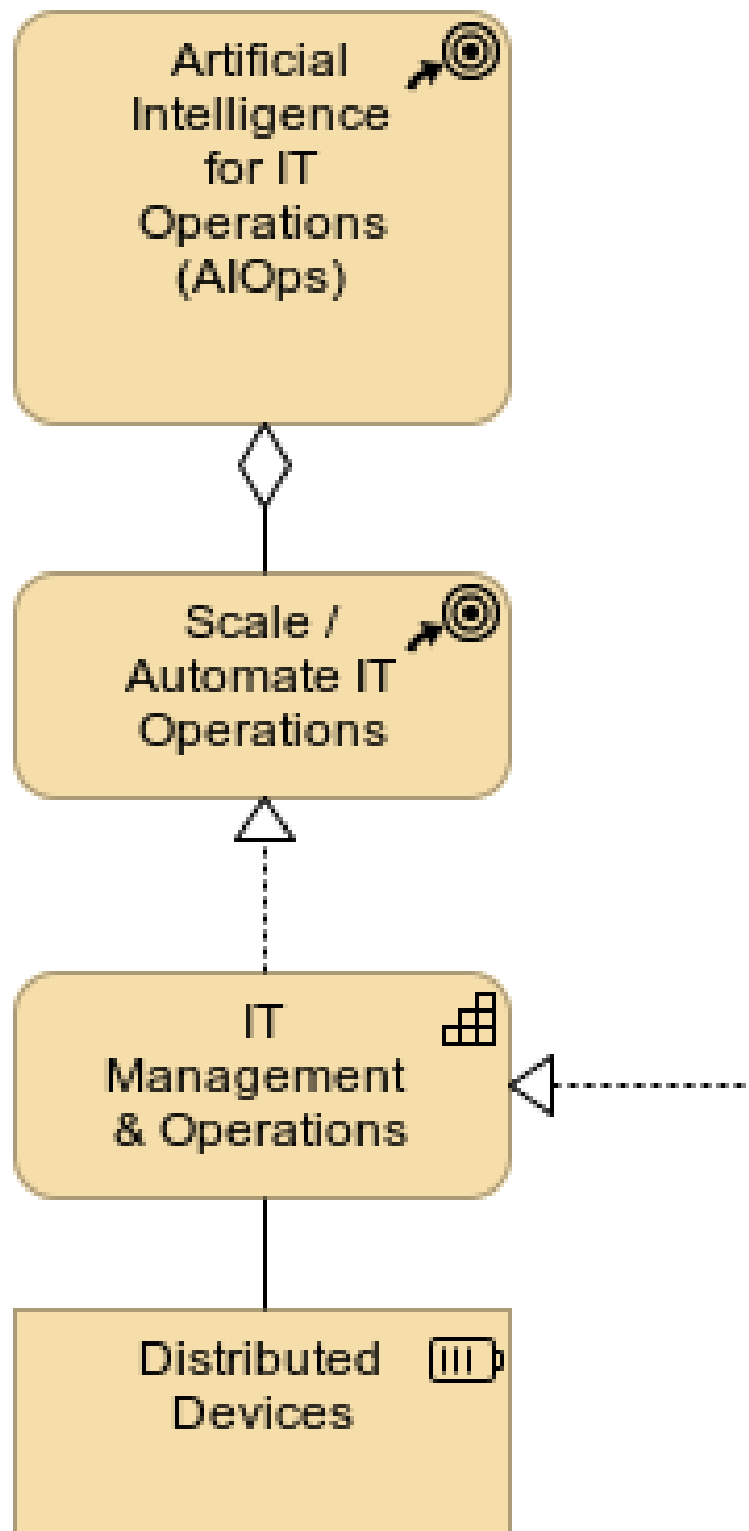 Artificial
Intelligence
for IT
Operations
(AIOps)
Scale /
Automate IT
Operations
IT
Management
& Operations
Distributed
Devices